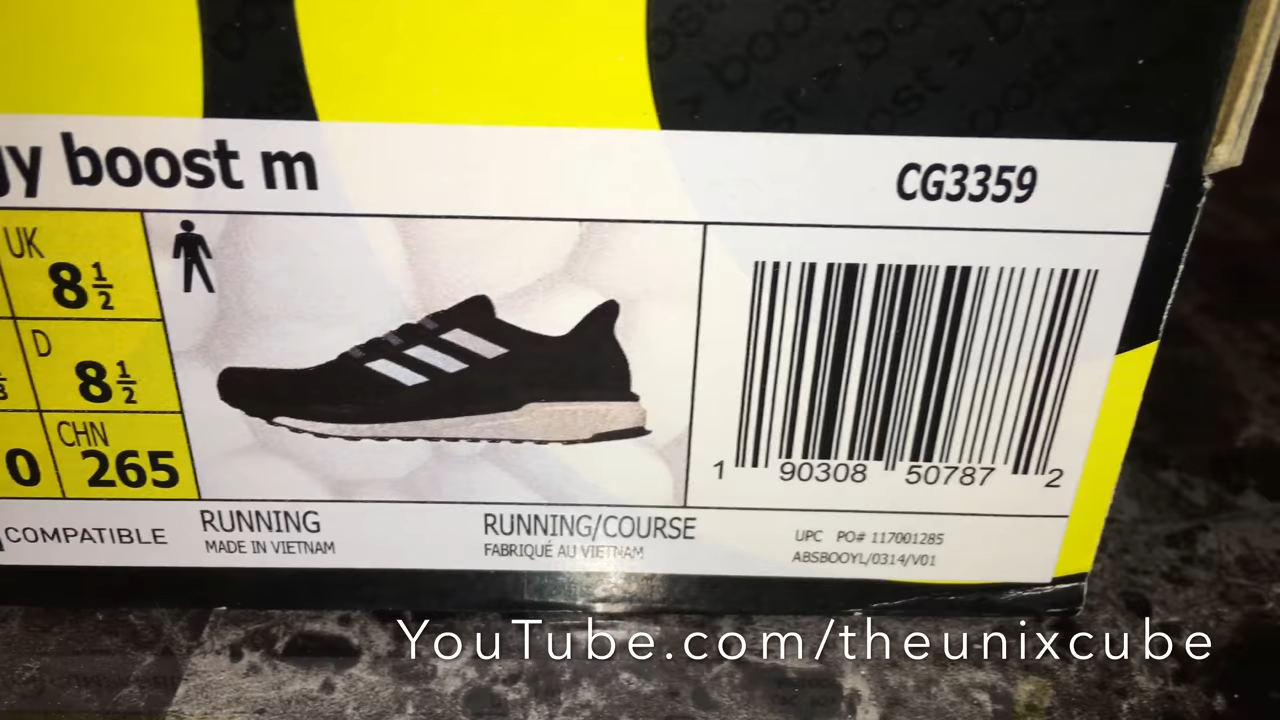 gy boost m
CG3359
UK
8½
D
8½
0
CHN
265
COMPATIBLE
RUNNING
MADE IN VIETNAM
RUNNING/COURSE
FABRIQUÉ AU VIETNAM
1 90308 50787 2
UPC PO# 117001285
ABSBOOYL/0314/V01
YouTube.com/theunixcube